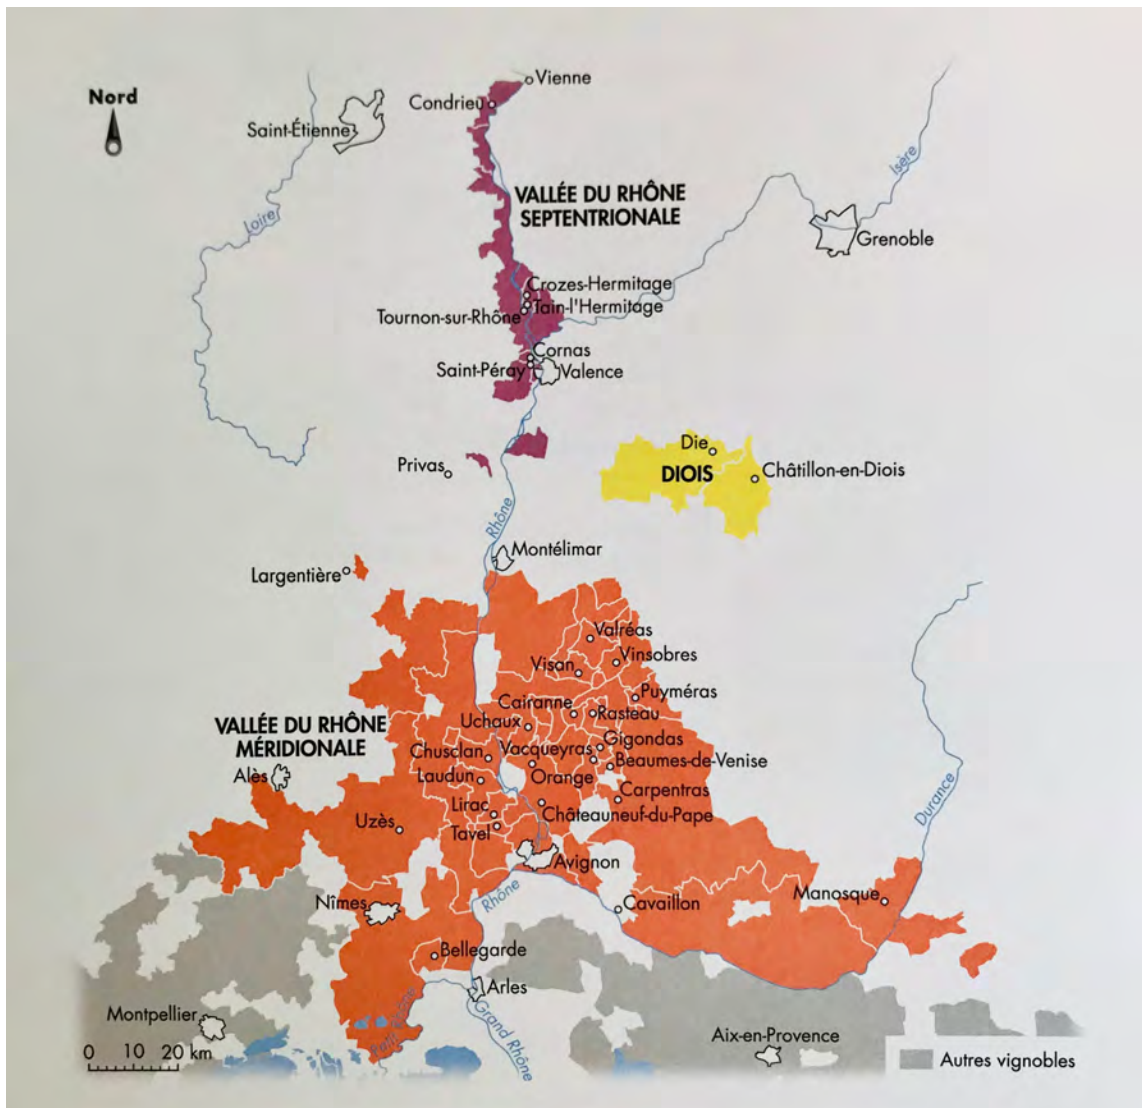 Nord
Vienne
Condrieu
Saint-Étienne
Loire
Isère
VALLÉE DU RHÔNE
SEPTENTRIONALE
Grenoble
Crozes-Hermitage
Tain-l'Hermitage
Tournon-sur-Rhône
Cornas
Saint-Péray
Valence
Privas
Die
DIOIS
Châtillon-en-Diois
Rhône
Montélimar
Largentière
Valréas
Visan
Vinsobres
Puyméras
Cairanne
Rasteau
VALLÉE DU RHÔNE
MÉRIDIONALE
Uchaux
Gigondas
Chusclan
Vacqueyras
Beaumes-de-Venise
Alès
Laudun
Orange
Carpentras
Durance
Lirac
Châteauneuf-du-Pape
Uzès
Tavel
Avignon
Rhône
Manosque
Nîmes
Cavaillon
Bellegarde
Arles
Petit Rhône
Grand Rhône
Montpellier
Aix-en-Provence
0 10 20 km
Autres vignobles